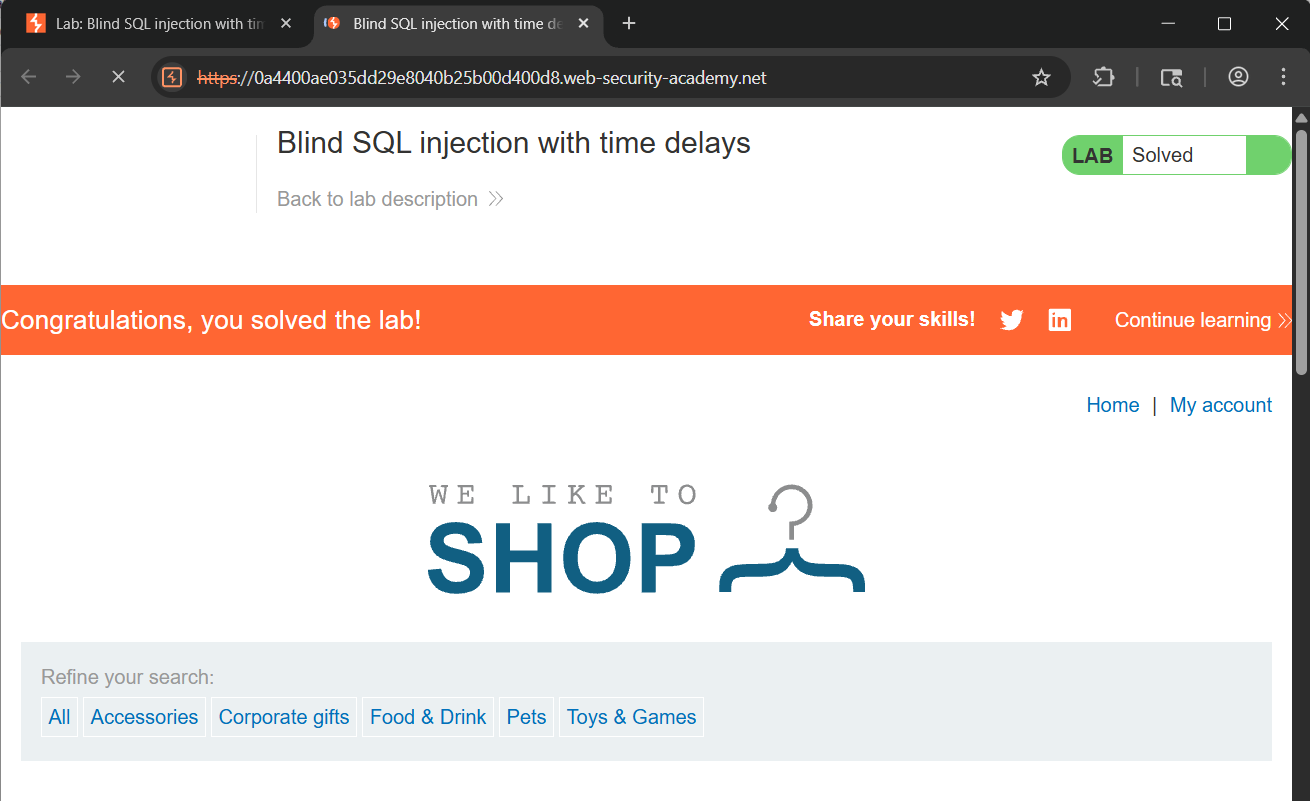 Lab: Blind SQL injection with tim
Blind SQL injection with time de
https://0a4400ae035dd29e8040b25b00d400d8.web-security-academy.net
Blind SQL injection with time delays
LAB Solved
Back to lab description
Congratulations, you solved the lab!
Share your skills!
Continue learning
Home | My account
WE LIKE TO
SHOP
Refine your search:
All Accessories Corporate gifts Food & Drink Pets Toys & Games